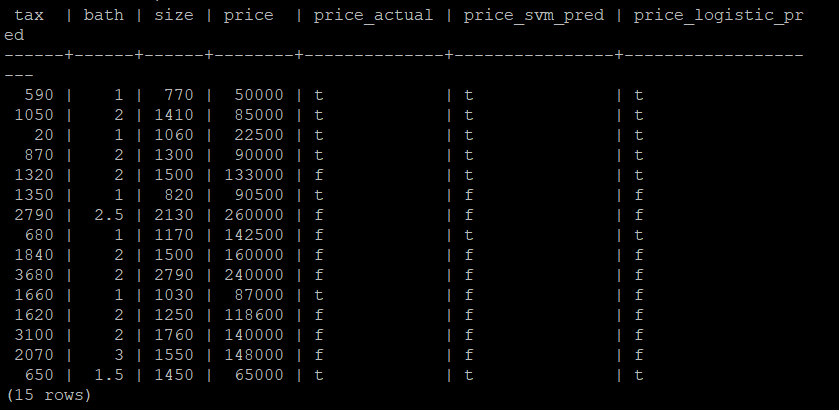 tax  | bath | size | price  | price_actual | price_svm_pred | price_logistic_pr
ed
------+------+------+--------+--------------+----------------+------------------
---
  590 |    1 |  770 |  50000 | t            | t              | t
 1050 |    2 | 1410 |  85000 | t            | t              | t
   20 |    1 | 1060 |  22500 | t            | t              | t
  870 |    2 | 1300 |  90000 | t            | t              | t
 1320 |    2 | 1500 | 133000 | f            | t              | t
 1350 |    1 |  820 |  90500 | t            | f              | f
 2790 |  2.5 | 2130 | 260000 | f            | f              | f
  680 |    1 | 1170 | 142500 | f            | t              | t
 1840 |    2 | 1500 | 160000 | f            | f              | f
 3680 |    2 | 2790 | 240000 | f            | f              | f
 1660 |    1 | 1030 |  87000 | t            | f              | f
 1620 |    2 | 1250 | 118600 | f            | f              | f
 3100 |    2 | 1760 | 140000 | f            | f              | f
 2070 |    3 | 1550 | 148000 | f            | f              | f
  650 |  1.5 | 1450 |  65000 | t            | t              | t
(15 rows)